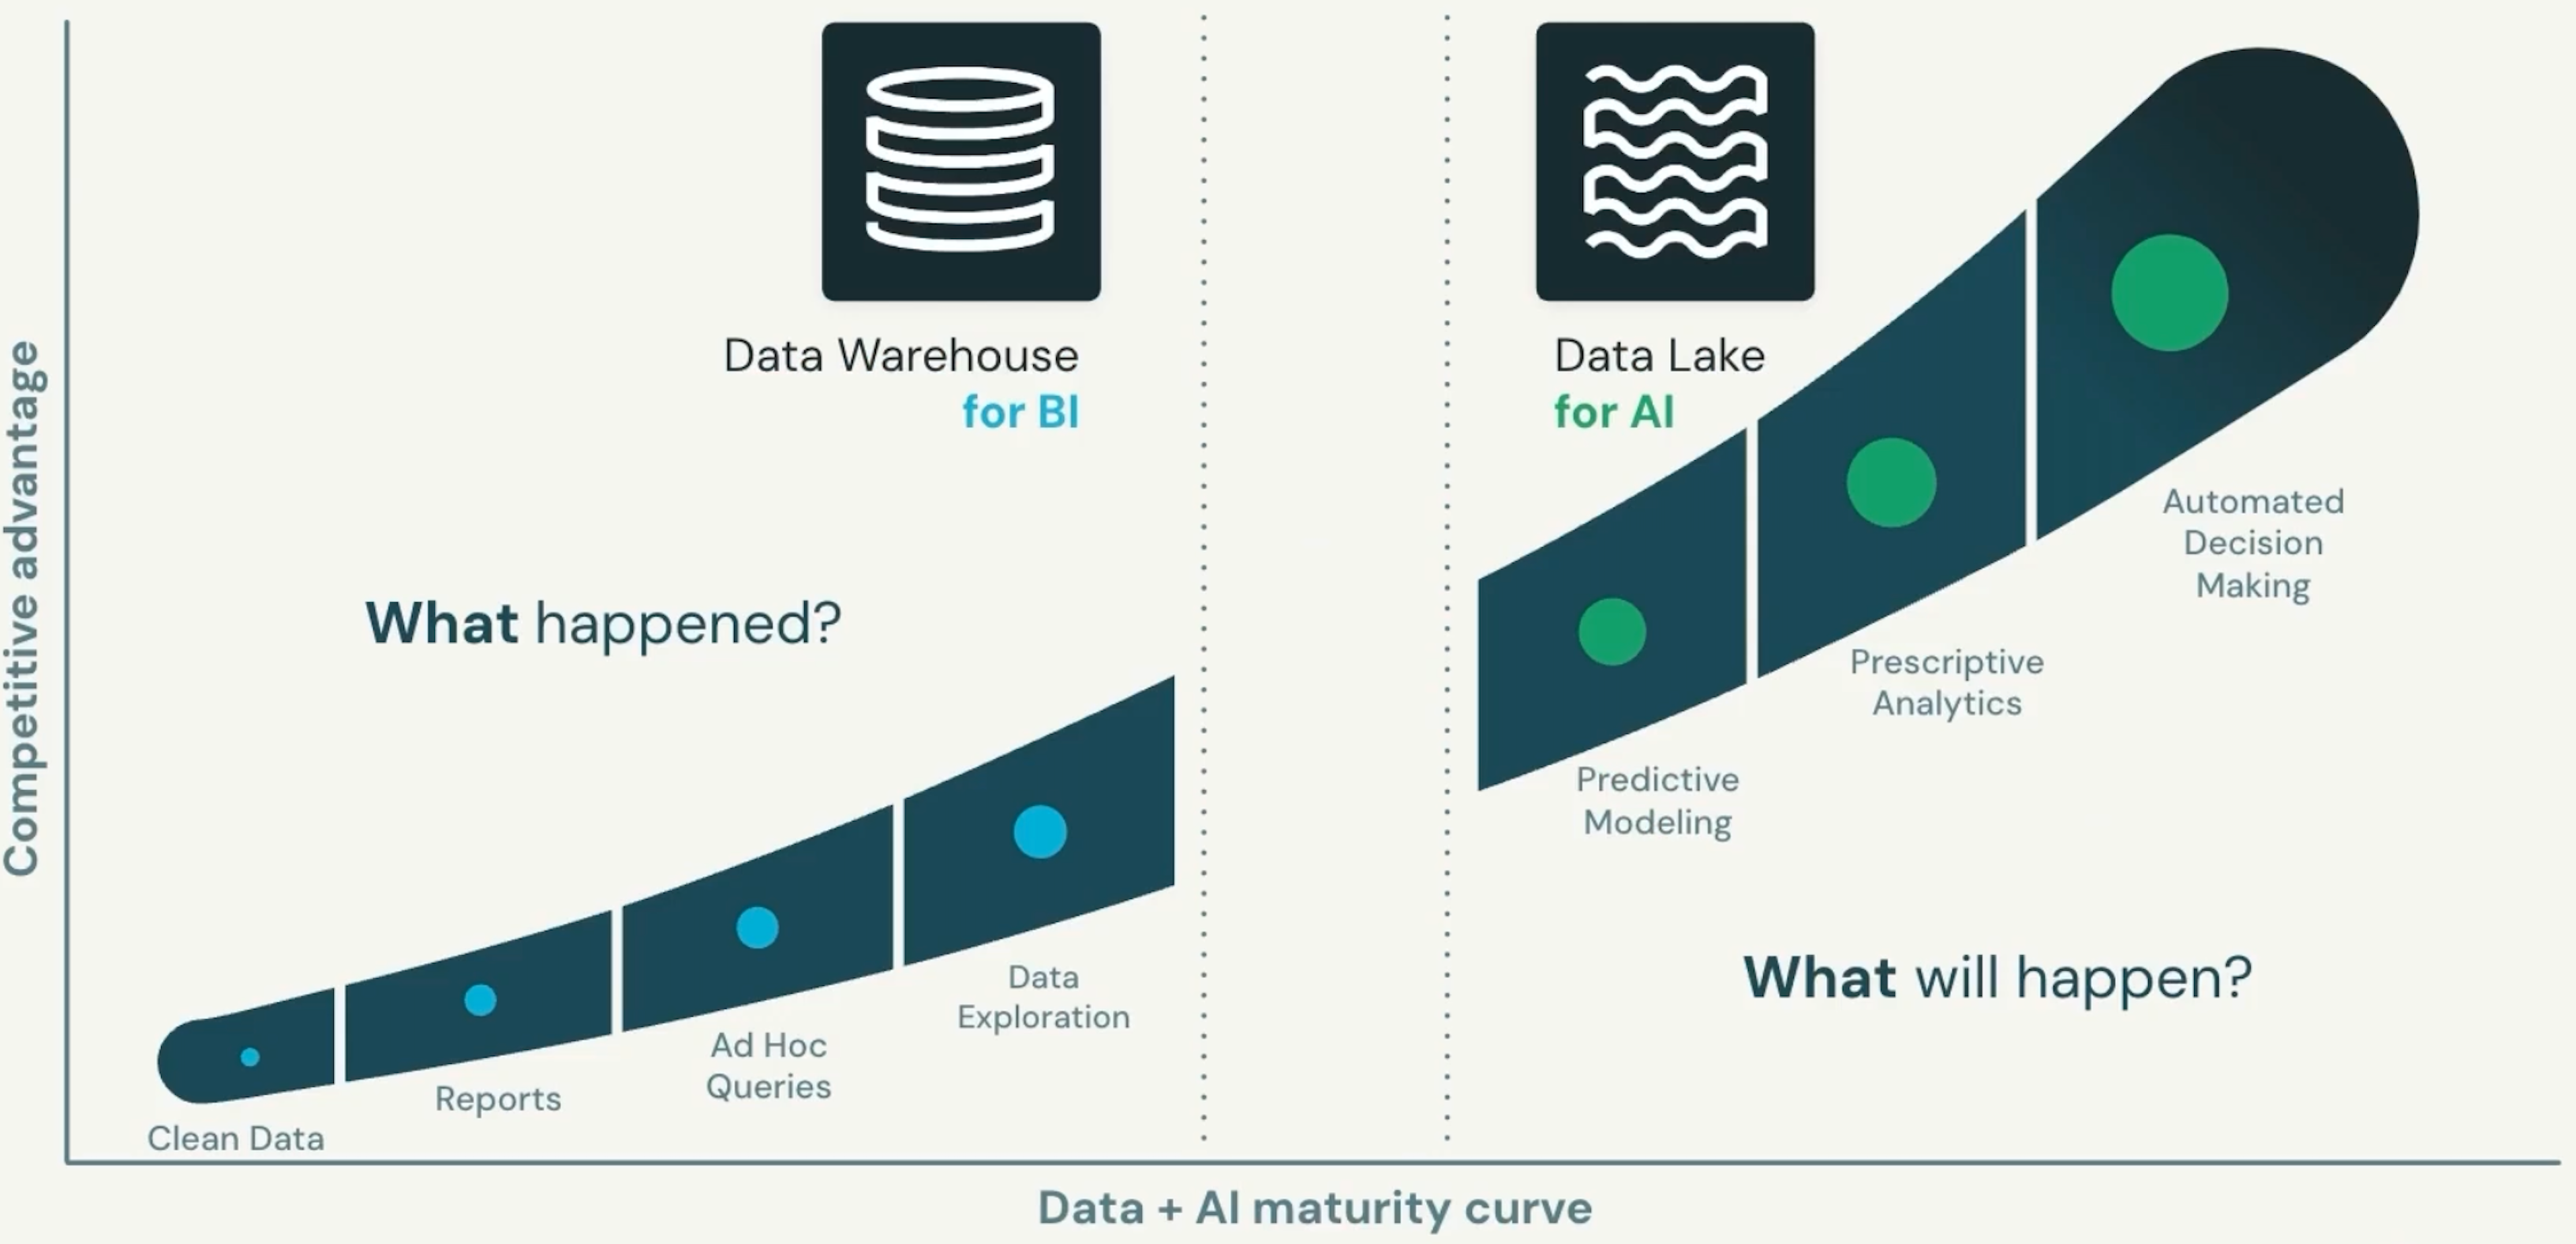 Competitive advantage
Data Warehouse
for BI
What happened?
Clean Data
Reports
Ad Hoc
Queries
Data
Exploration
Data Lake
for AI
Predictive
Modeling
Prescriptive
Analytics
Automated
Decision
Making
What will happen?
Data + AI maturity curve